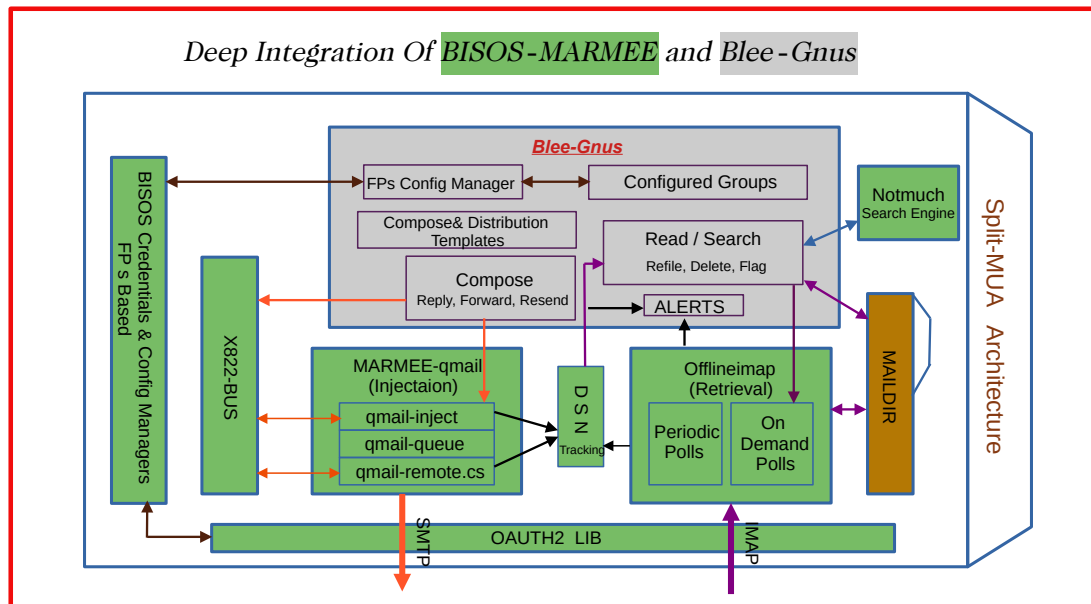 Deep Integration Of BISOS-MARMEE and Blee-Gnus
Blee-Gnus
FPs Config Manager
Configured Groups
Compose& Distribution
Templates
Read / Search
Refile, Delete, Flag
Compose
Reply, Forward, Resend
ALERTS
Notmuch
Search Engine
BISOS Credentials & Config Managers
FP s Based
X822-BUS
MARMEE-qmail
(Injectaion)
qmail-inject
qmail-queue
qmail-remote.cs
D S N
Tracking
Offlineimap
(Retrieval)
Periodic
Polls
On
Demand
Polls
MAILDIR
Split-MUA Architecture
OAUTH2 LIB
SMTP
IMAP